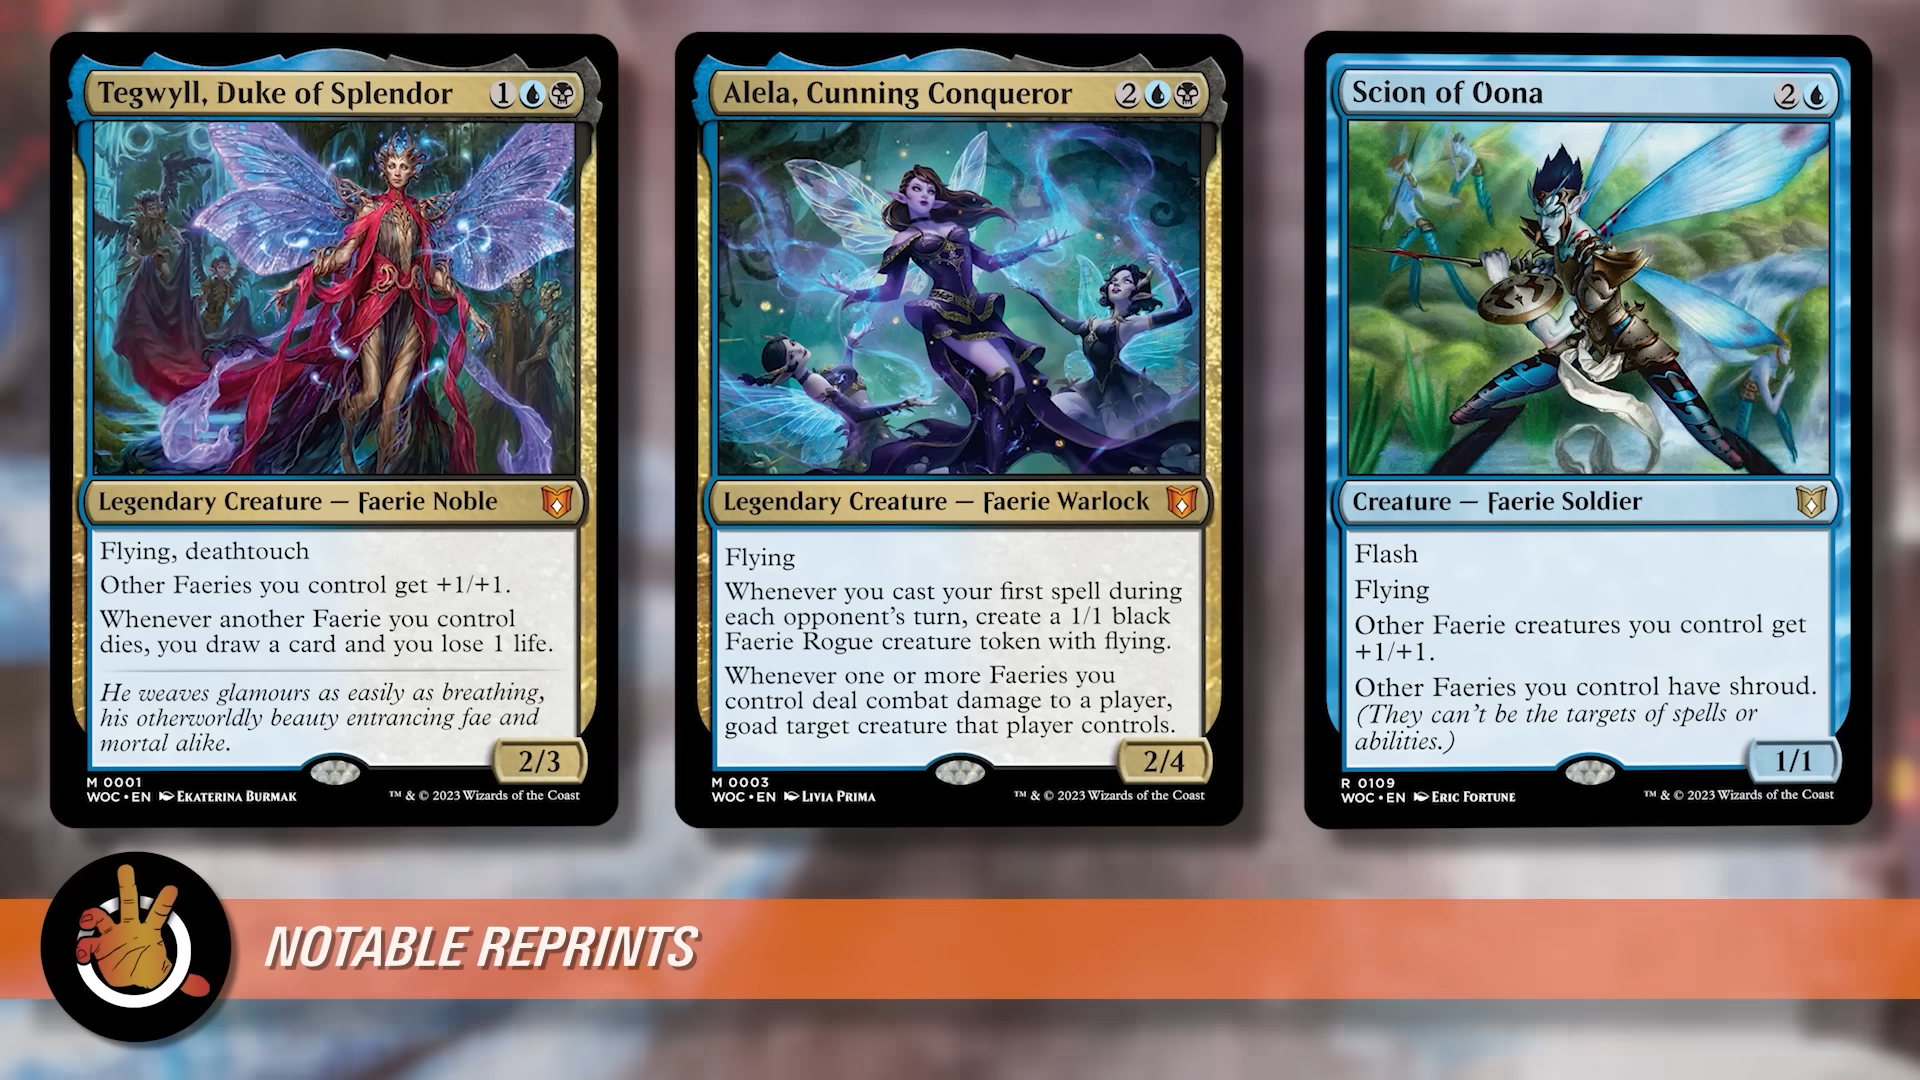 Tegwyll, Duke of Splendor 1
Legendary Creature — Faerie Noble
Flying, deathtouch
Other Faeries you control get +1/+1.
Whenever another Faerie you control
dies, you draw a card and you lose 1 life.
He weaves glamours as easily as breathing,
his otherworldly beauty entrancing fae and
mortal alike.
2/3
M 0001
WOC • EN EKATERINA BURMAK
™ & © 2023 Wizards of the Coast
Alela, Cunning Conqueror 2
Legendary Creature — Faerie Warlock
Flying
Whenever you cast your first spell during
each opponent's turn, create a 1/1 black
Faerie Rogue creature token with flying.
Whenever one or more Faeries you
control deal combat damage to a player,
goad target creature that player controls.
2/4
M 0003
WOC • EN LIVIA PRIMA
™ & © 2023 Wizards of the Coast
Scion of Oona 2
Creature — Faerie Soldier
Flash
Flying
Other Faerie creatures you control get
+1/+1.
Other Faeries you control have shroud.
(They can't be the targets of spells or
abilities.)
1/1
R 0109
WOC • EN ERIC FORTUNE
™ & © 2023 Wizards of the Coast
NOTABLE REPRINTS